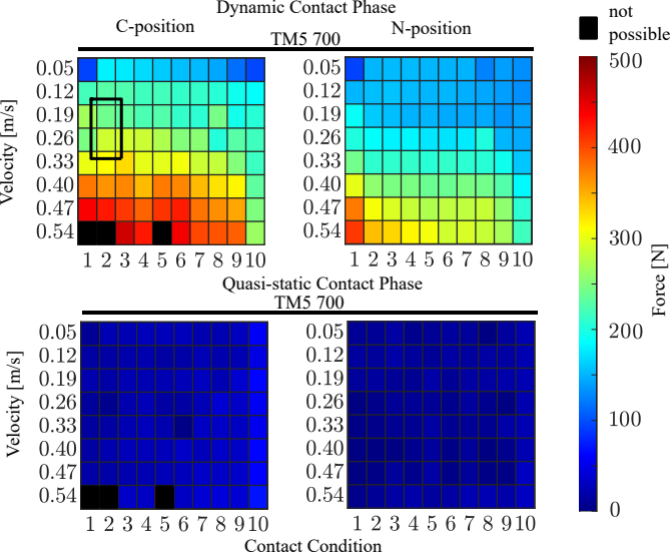 Dynamic Contact Phase
C-position N-position
TM5 700
not
possible
Velocity [m/s]
0.05
0.12
0.19
0.26
0.33
0.40
0.47
0.54
1 2 3 4 5 6 7 8 9 10
0.05
0.12
0.19
0.26
0.33
0.40
0.47
0.54
1 2 3 4 5 6 7 8 9 10
Quasi-static Contact Phase
TM5 700
Velocity [m/s]
0.05
0.12
0.19
0.26
0.33
0.40
0.47
0.54
1 2 3 4 5 6 7 8 9 10
0.05
0.12
0.19
0.26
0.33
0.40
0.47
0.54
1 2 3 4 5 6 7 8 9 10
Contact Condition
500
400
300
200
100
0
Force [N]